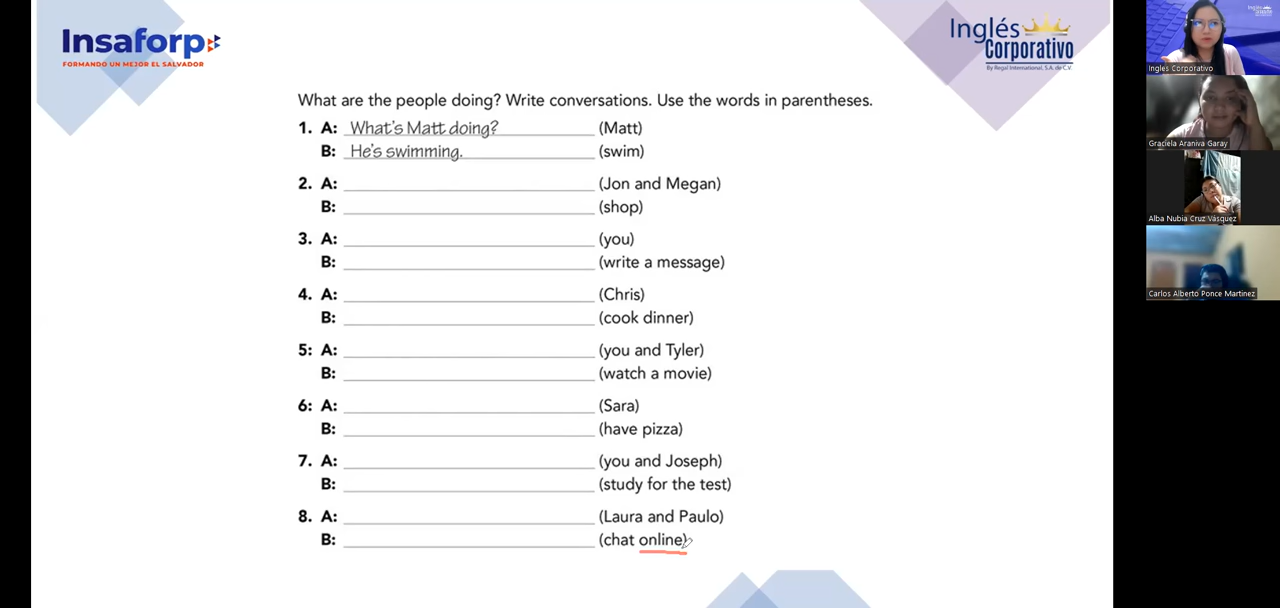 Insaforp
FORMANDO UN MEJOR EL SALVADOR
Inglés
Corporativo
By Regal International, S.A. de C.V.
What are the people doing? Write conversations. Use the words in parentheses.
1. A: What's Matt doing? (Matt)
B: He's swimming. (swim)
2. A: (Jon and Megan)
B: (shop)
3. A: (you)
B: (write a message)
4. A: (Chris)
B: (cook dinner)
5: A: (you and Tyler)
B: (watch a movie)
6: A: (Sara)
B: (have pizza)
7. A: (you and Joseph)
B: (study for the test)
8. A: (Laura and Paulo)
B: (chat online)
Ingles Corporativo
Graciela Araniva Garay
Alba Nubia Cruz Vásquez
Carlos Alberto Ponce Martinez